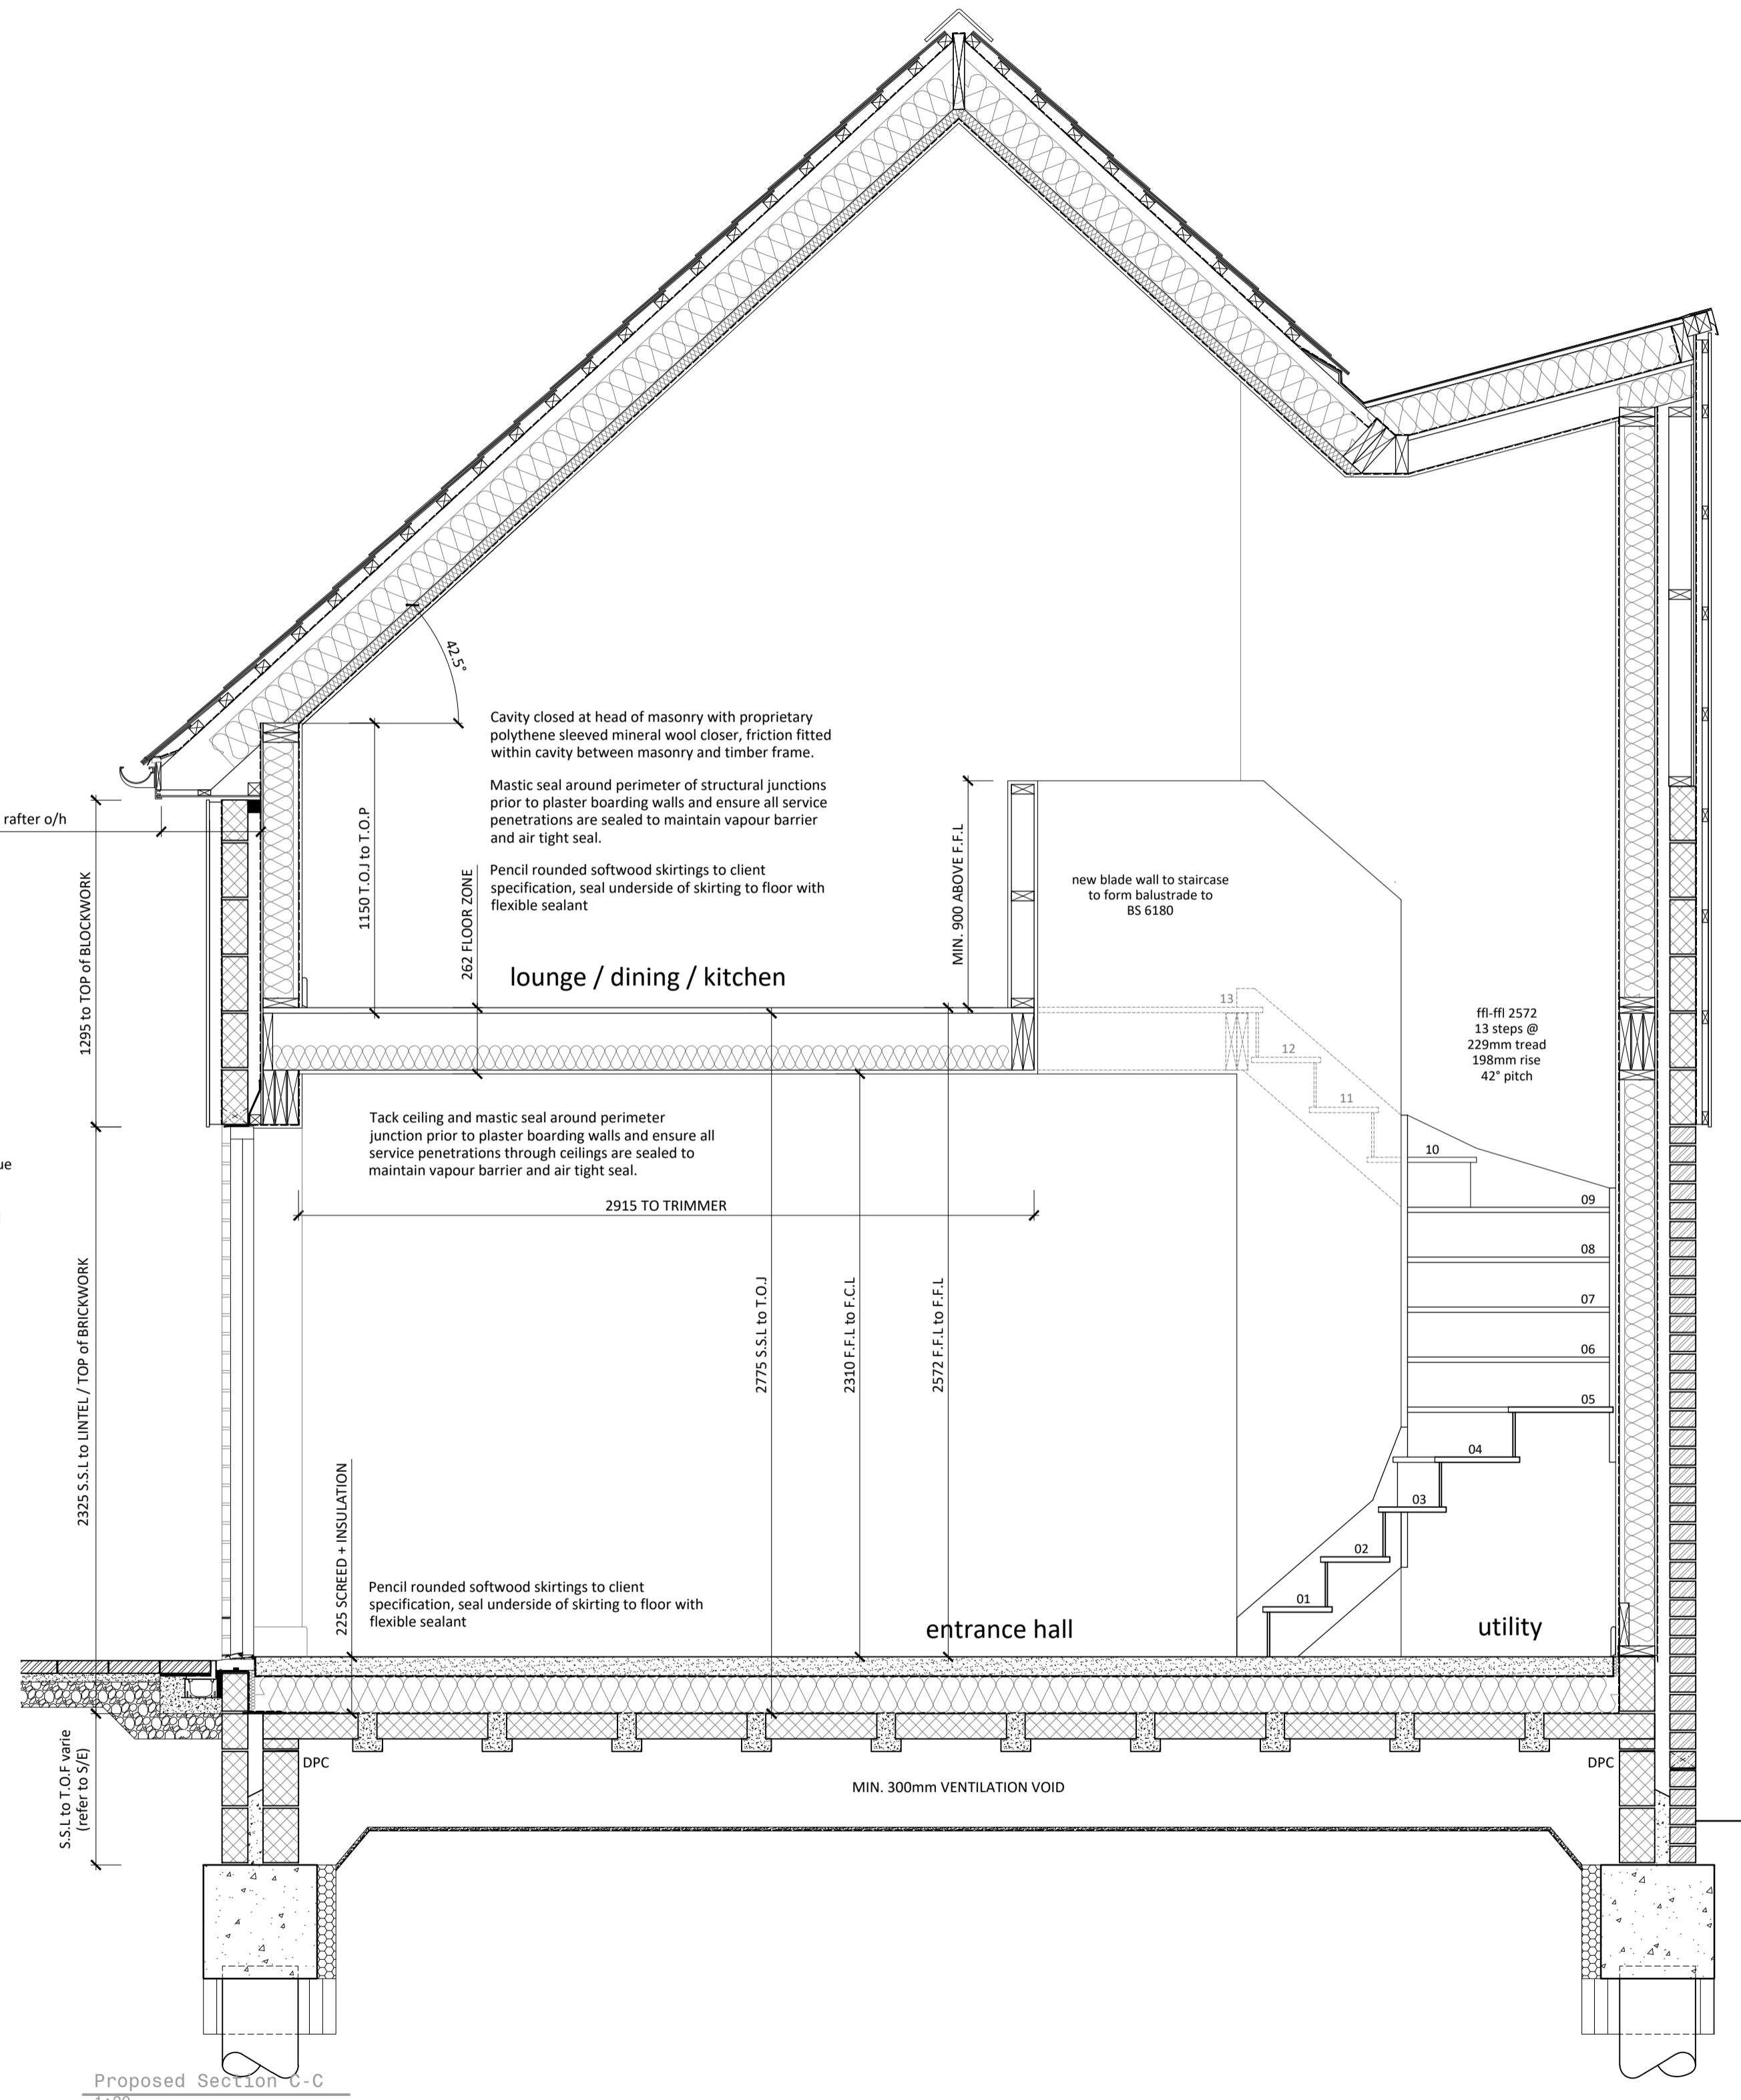 42.5°
Cavity closed at head of masonry with proprietary
polythene sleeved mineral wool closer, friction fitted
within cavity between masonry and timber frame.
Mastic seal around perimeter of structural junctions
prior to plaster boarding walls and ensure all service
penetrations are sealed to maintain vapour barrier
and air tight seal.
Pencil rounded softwood skirtings to client
specification, seal underside of skirting to floor with
flexible sealant
rafter o/h
1295 to TOP of BLOCKWORK
1150 T.O.J to T.O.P
262 FLOOR ZONE
MIN. 900 ABOVE F.F.L
lounge / dining / kitchen
new blade wall to staircase
to form balustrade to
BS 6180
ffl-ffl 2572
13 steps @
229mm tread
198mm rise
42° pitch
13
12
11
10
09
08
07
06
05
04
03
02
01
Tack ceiling and mastic seal around perimeter
junction prior to plaster boarding walls and ensure all
service penetrations through ceilings are sealed to
maintain vapour barrier and air tight seal.
ue
2915 TO TRIMMER
2325 S.S.L to LINTEL / TOP of BRICKWORK
2775 S.S.L to T.O.J
2310 F.F.L to F.C.L
2572 F.F.L to F.F.L
225 SCREED + INSULATION
Pencil rounded softwood skirtings to client
specification, seal underside of skirting to floor with
flexible sealant
entrance hall
utility
S.S.L to T.O.F varie
(refer to S/E)
DPC
DPC
MIN. 300mm VENTILATION VOID
Proposed Section C-C